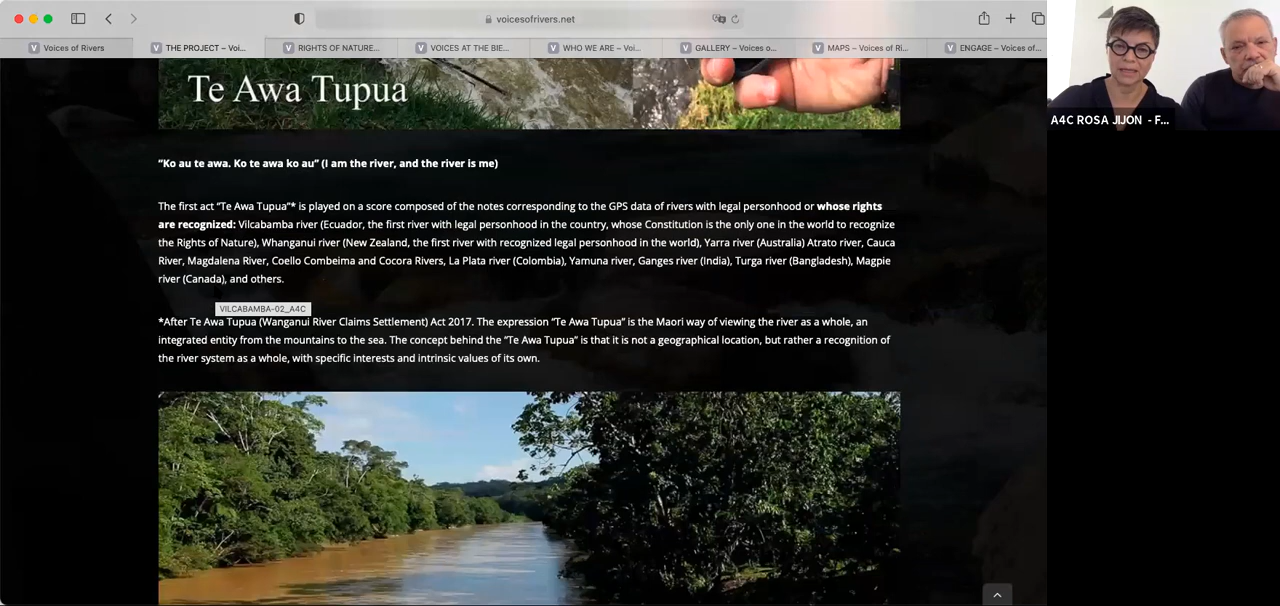 voicesofrivers.net
Voices of Rivers
THE PROJECT – Voi...
RIGHTS OF NATURE...
VOICES AT THE BIE...
WHO WE ARE – Voi...
GALLERY – Voices o...
MAPS – Voices of Ri...
ENGAGE – Voices of...
A4C ROSA JIJON - F...
Te Awa Tupua
"Ko au te awa. Ko te awa ko au" (I am the river, and the river is me)
The first act "Te Awa Tupua"* is played on a score composed of the notes corresponding to the GPS data of rivers with legal personhood or whose rights
are recognized: Vilcabamba river (Ecuador, the first river with legal personhood in the country, whose Constitution is the only one in the world to recognize
the Rights of Nature), Whanganui river (New Zealand, the first river with recognized legal personhood in the world), Yarra river (Australia) Atrato river, Cauca
River, Magdalena River, Coello Combeima and Cocora Rivers, La Plata river (Colombia), Yamuna river, Ganges river (India), Turga river (Bangladesh), Magpie
river (Canada), and others.
VILCABAMBA-02_A4C
*After Te Awa Tupua (Wanganui River Claims Settlement) Act 2017. The expression "Te Awa Tupua" is the Maori way of viewing the river as a whole, an
integrated entity from the mountains to the sea. The concept behind the "Te Awa Tupua" is that it is not a geographical location, but rather a recognition of
the river system as a whole, with specific interests and intrinsic values of its own.